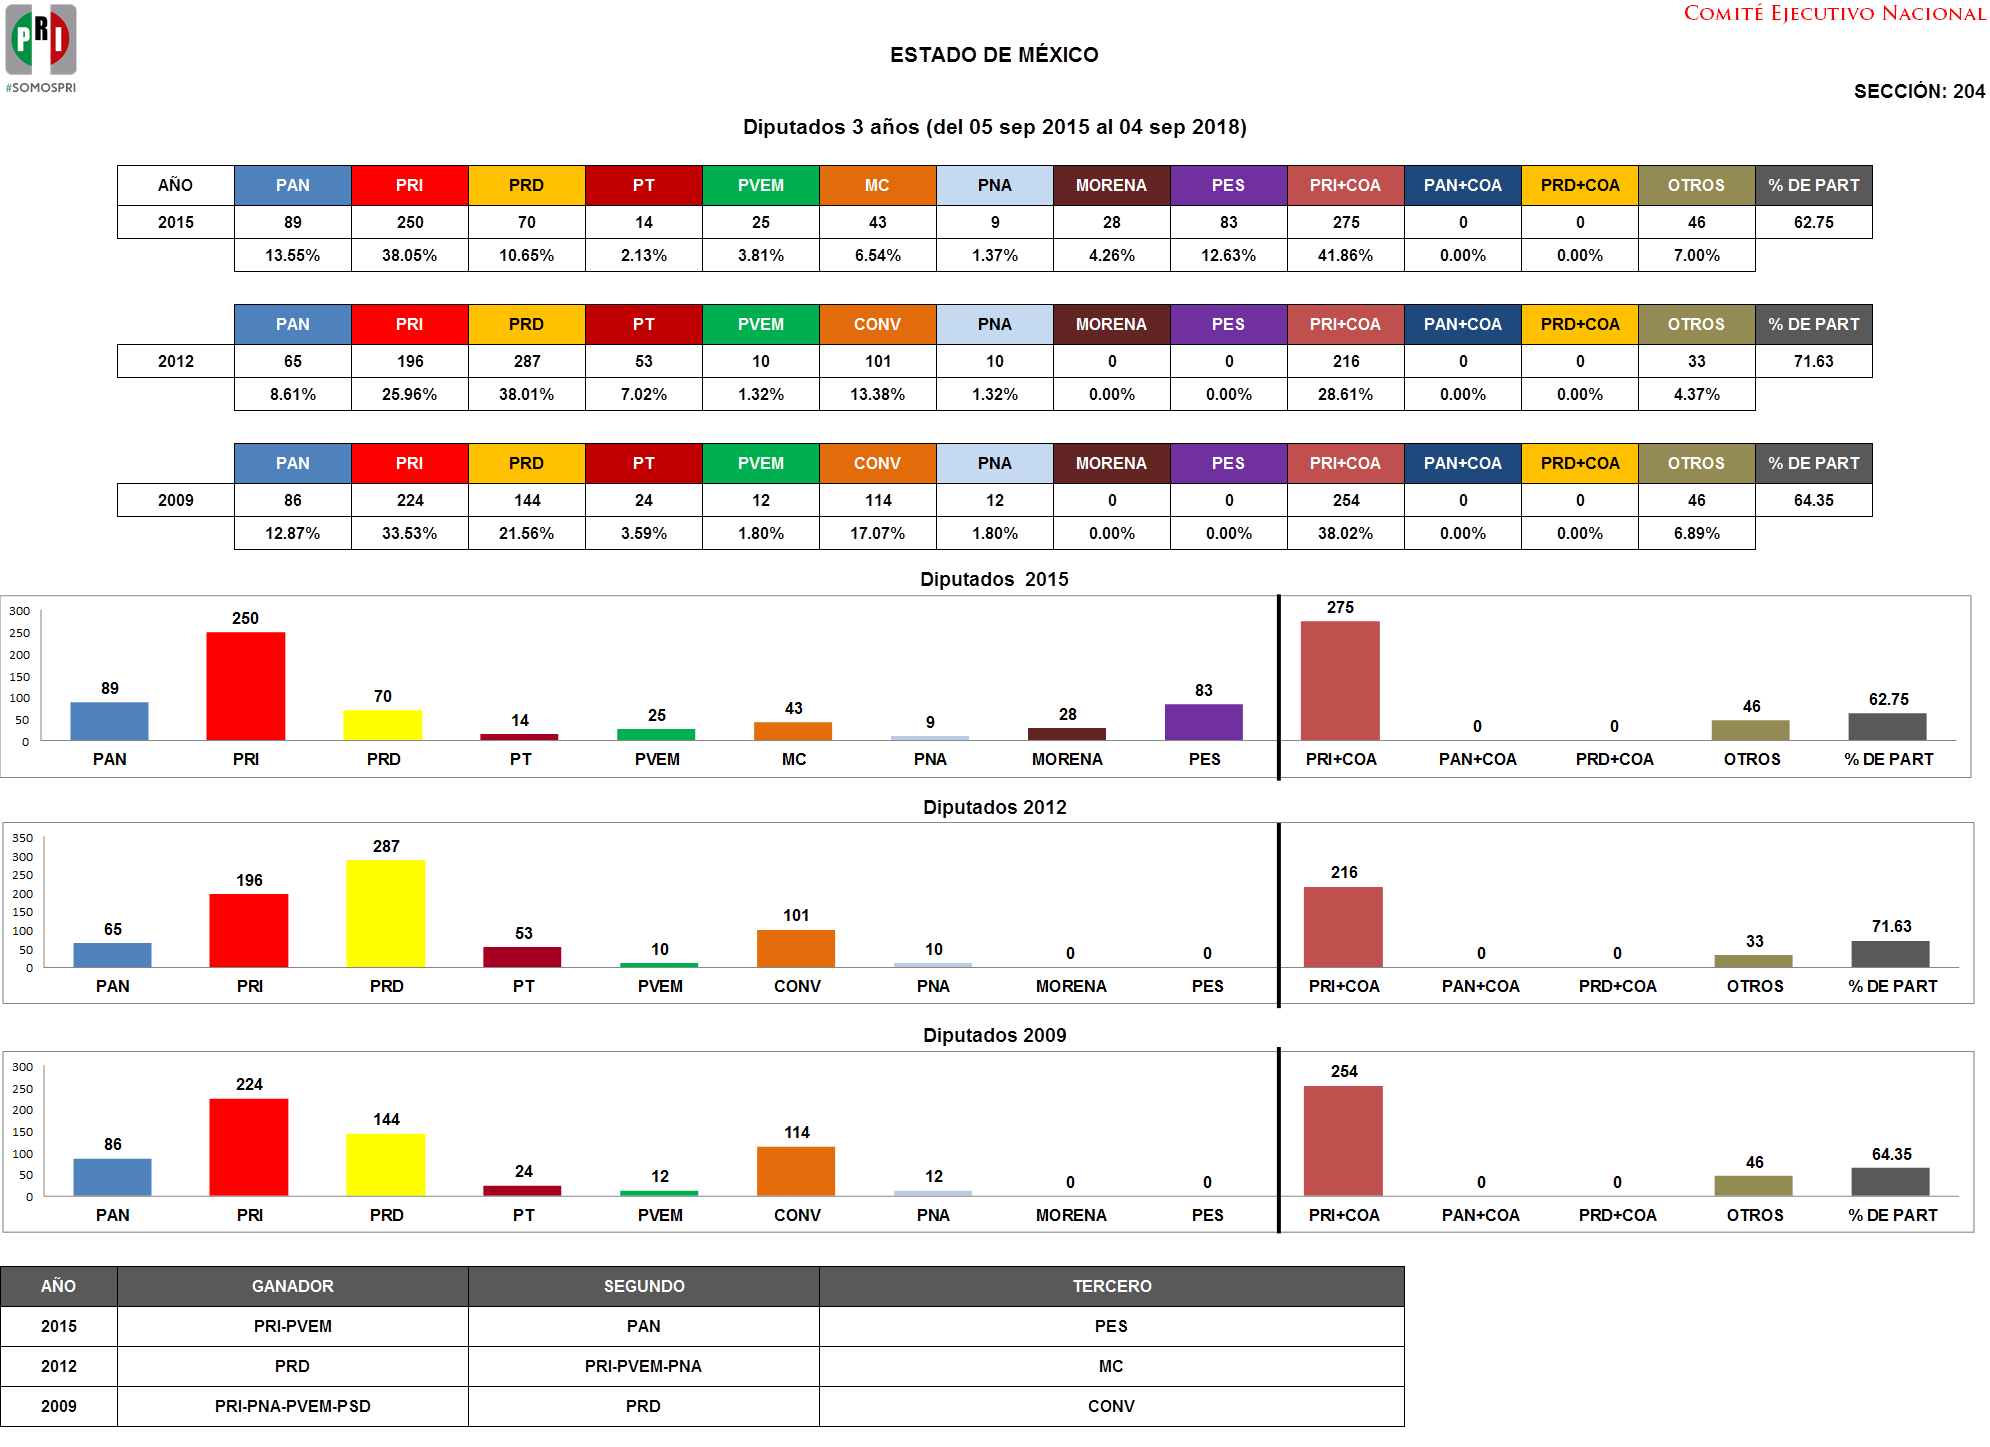 PRI
#SOMOSPRI
COMITÉ EJECUTIVO NACIONAL
ESTADO DE MÉXICO
SECCIÓN: 204
Diputados 3 años (del 05 sep 2015 al 04 sep 2018)
AÑO PAN PRI PRD PT PVEM MC PNA MORENA PES PRI+COA PAN+COA PRD+COA OTROS % DE PART
2015 89 250 70 14 25 43 9 28 83 275 0 0 46 62.75
13.55% 38.05% 10.65% 2.13% 3.81% 6.54% 1.37% 4.26% 12.63% 41.86% 0.00% 0.00% 7.00%
PAN PRI PRD PT PVEM CONV PNA MORENA PES PRI+COA PAN+COA PRD+COA OTROS % DE PART
2012 65 196 287 53 10 101 10 0 0 216 0 0 33 71.63
8.61% 25.96% 38.01% 7.02% 1.32% 13.38% 1.32% 0.00% 0.00% 28.61% 0.00% 0.00% 4.37%
PAN PRI PRD PT PVEM CONV PNA MORENA PES PRI+COA PAN+COA PRD+COA OTROS % DE PART
2009 86 224 144 24 12 114 12 0 0 254 0 0 46 64.35
12.87% 33.53% 21.56% 3.59% 1.80% 17.07% 1.80% 0.00% 0.00% 38.02% 0.00% 0.00% 6.89%
Diputados 2015
300
250
200
150
100
50
0
89 250 70 14 25 43 9 28 83 275 0 0 46 62.75
PAN PRI PRD PT PVEM MC PNA MORENA PES PRI+COA PAN+COA PRD+COA OTROS % DE PART
Diputados 2012
350
300
250
200
150
100
50
0
65 196 287 53 10 101 10 0 0 216 0 0 33 71.63
PAN PRI PRD PT PVEM CONV PNA MORENA PES PRI+COA PAN+COA PRD+COA OTROS % DE PART
Diputados 2009
300
250
200
150
100
50
0
86 224 144 24 12 114 12 0 0 254 0 0 46 64.35
PAN PRI PRD PT PVEM CONV PNA MORENA PES PRI+COA PAN+COA PRD+COA OTROS % DE PART
AÑO GANADOR SEGUNDO TERCERO
2015 PRI-PVEM PAN PES
2012 PRD PRI-PVEM-PNA MC
2009 PRI-PNA-PVEM-PSD PRD CONV